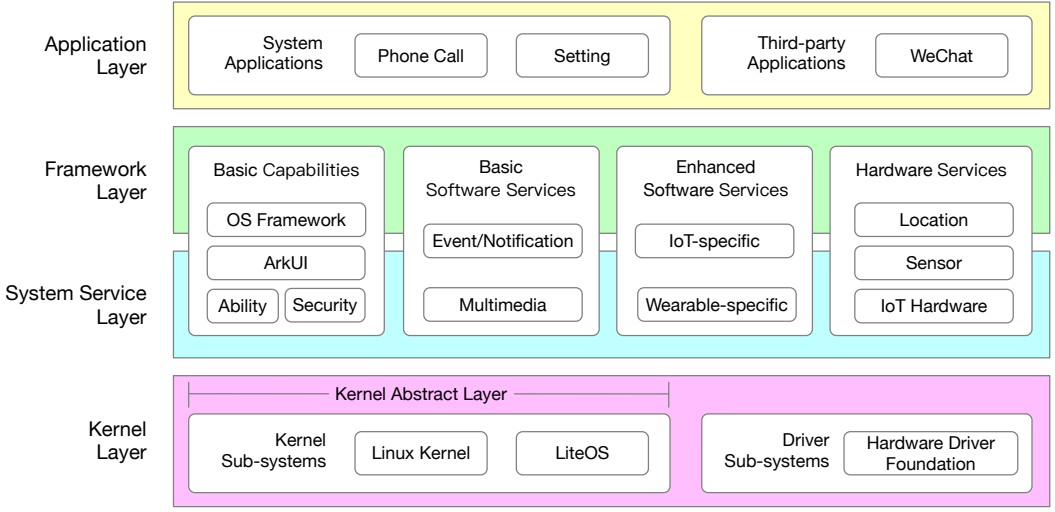 Application
Layer
System
Applications
Phone Call
Setting
Third-party
Applications
WeChat
Framework
Layer
Basic Capabilities
OS Framework
ArkUI
Ability
Security
Basic
Software Services
Event/Notification
Multimedia
Enhanced
Software Services
IoT-specific
Wearable-specific
Hardware Services
Location
Sensor
IoT Hardware
System Service
Layer
Kernel
Layer
Kernel Abstract Layer
Kernel
Sub-systems
Linux Kernel
LiteOS
Driver
Sub-systems
Hardware Driver
Foundation